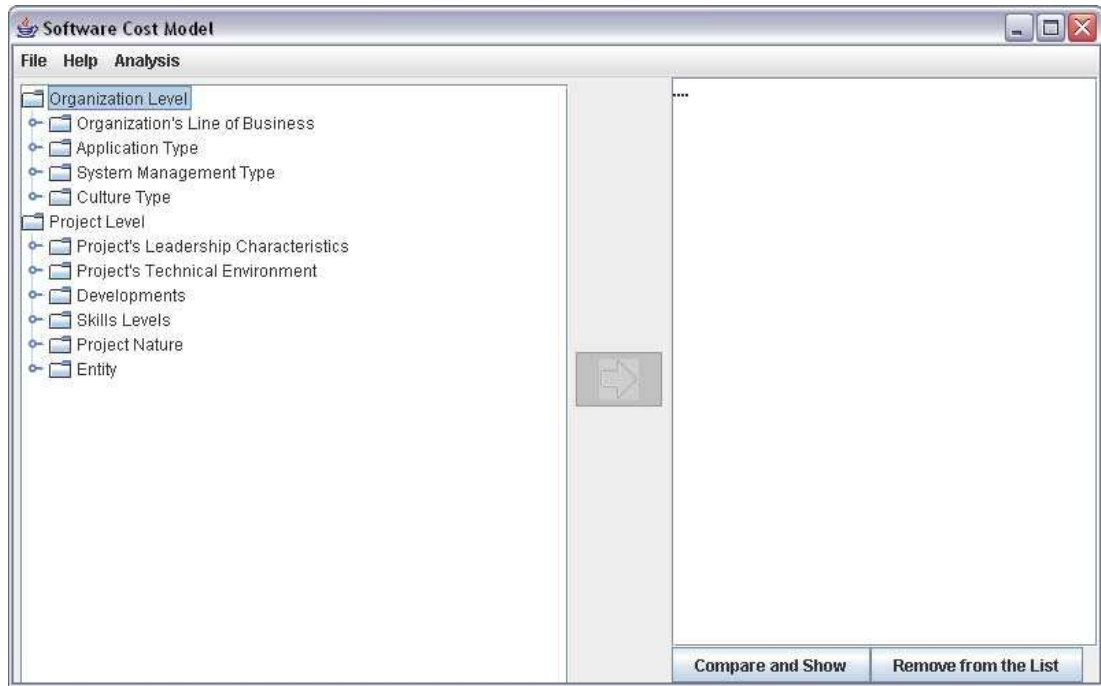 Software Cost Model
File Help Analysis
Organization Level
Organization's Line of Business
Application Type
System Management Type
Culture Type
Project Level
Project's Leadership Characteristics
Project's Technical Environment
Developments
Skills Levels
Project Nature
Entity
....
Compare and Show
Remove from the List